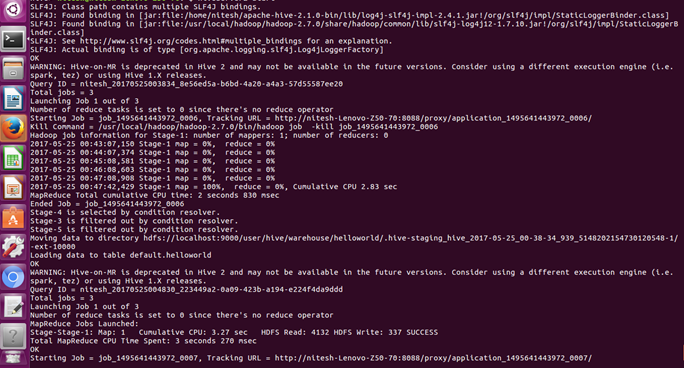 SLF4J: Class path contains multiple SLF4J bindings.
SLF4J: Found binding in [jar:file:/home/nitesh/apache-hive-2.1.0-bin/lib/log4j-slf4j-impl-2.4.1.jar!/org/slf4j/impl/StaticLoggerBinder.class]
SLF4J: Found binding in [jar:file:/usr/local/hadoop/hadoop-2.7.0/share/hadoop/common/lib/slf4j-log4j12-1.7.10.jar!/org/slf4j/impl/StaticLoggerB
inder.class]
SLF4J: See http://www.slf4j.org/codes.html#multiple_bindings for an explanation.
SLF4J: Actual binding is of type [org.apache.logging.slf4j.Log4jLoggerFactory]
OK
WARNING: Hive-on-MR is deprecated in Hive 2 and may not be available in the future versions. Consider using a different execution engine (i.e.
spark, tez) or using Hive 1.X releases.
Query ID = nitesh_20170525003834_8e56ed5a-b6bd-4a20-a4a3-57d55587ee20
Total jobs = 3
Launching Job 1 out of 3
Number of reduce tasks is set to 0 since there's no reduce operator
Starting Job = job_1495641443972_0006, Tracking URL = http://nitesh-Lenovo-Z50-70:8088/proxy/application_1495641443972_0006/
Kill Command = /usr/local/hadoop/hadoop-2.7.0/bin/hadoop job  -kill job_1495641443972_0006
Hadoop job information for Stage-1: number of mappers: 1; number of reducers: 0
2017-05-25 00:43:07,150 Stage-1 map = 0%,  reduce = 0%
2017-05-25 00:44:07,374 Stage-1 map = 0%,  reduce = 0%
2017-05-25 00:45:08,581 Stage-1 map = 0%,  reduce = 0%
2017-05-25 00:46:08,603 Stage-1 map = 0%,  reduce = 0%
2017-05-25 00:47:08,908 Stage-1 map = 0%,  reduce = 0%
2017-05-25 00:47:42,429 Stage-1 map = 100%,  reduce = 0%, Cumulative CPU 2.83 sec
MapReduce Total cumulative CPU time: 2 seconds 830 msec
Ended Job = job_1495641443972_0006
Stage-4 is selected by condition resolver.
Stage-3 is filtered out by condition resolver.
Stage-5 is filtered out by condition resolver.
Moving data to directory hdfs://localhost:9000/user/hive/warehouse/helloworld/.hive-staging_hive_2017-05-25_00-38-34_939_5148202154730120548-1/
-ext-10000
Loading data to table default.helloworld
OK
WARNING: Hive-on-MR is deprecated in Hive 2 and may not be available in the future versions. Consider using a different execution engine (i.e.
spark, tez) or using Hive 1.X releases.
Query ID = nitesh_20170525004830_223449a2-0a09-423b-a194-e224f4da9ddd
Total jobs = 3
Launching Job 1 out of 3
Number of reduce tasks is set to 0 since there's no reduce operator
MapReduce Jobs Launched:
Stage-Stage-1: Map: 1   Cumulative CPU: 3.27 sec   HDFS Read: 4132 HDFS Write: 337 SUCCESS
Total MapReduce CPU Time Spent: 3 seconds 270 msec
OK
Starting Job = job_1495641443972_0007, Tracking URL = http://nitesh-Lenovo-Z50-70:8088/proxy/application_1495641443972_0007/